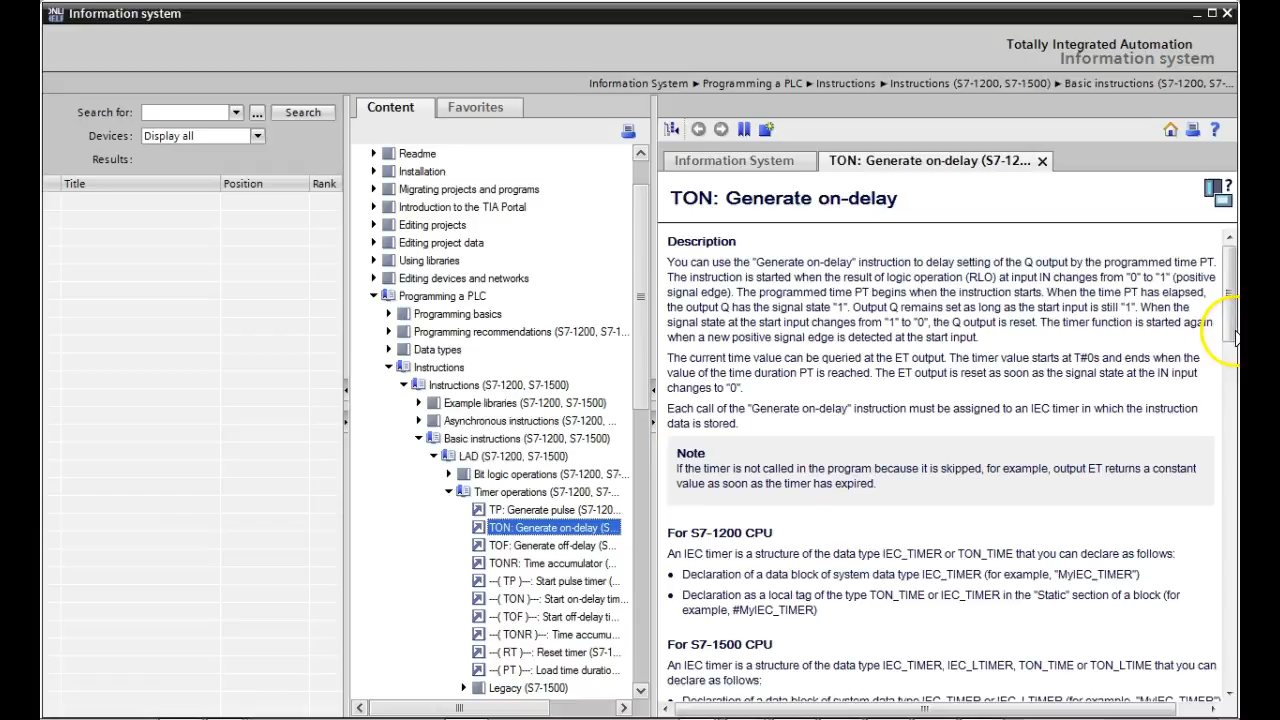 Information system
Totally Integrated Automation
Information system
Information System ▸ Programming a PLC ▸ Instructions ▸ Instructions (S7-1200, S7-1500) ▸ Basic instructions (S7-1200, S7-...
Search for:
...
Search
Devices: Display all
Results:
Title Position Rank
Content Favorites
Readme
Installation
Migrating projects and programs
Introduction to the TIA Portal
Editing projects
Editing project data
Using libraries
Editing devices and networks
Programming a PLC
Programming basics
Programming recommendations (S7-1...
Data types
Instructions
Instructions (S7-1200, S7-1500)
Example libraries (S7-1200, S7-1500)
Asynchronous instructions (S7-1200, ...
Basic instructions (S7-1200, S7-1500)
LAD (S7-1200, S7-1500)
Bit logic operations (S7-1200, S7-...
Timer operations (S7-1200, S7-...
TP: Generate pulse (S7-120...
TON: Generate on-delay (S...
TOF: Generate off-delay (S...
TONR: Time accumulator (...
---( TP )---: Start pulse timer (...
---( TON )---: Start on-delay tim...
---( TOF )---: Start off-delay ti...
---( TONR )---: Time accumu...
---( RT )---: Reset timer (S7-1...
---( PT )---: Load time duratio...
Legacy (S7-1500)
Information System
TON: Generate on-delay (S7-12...
TON: Generate on-delay
Description
You can use the "Generate on-delay" instruction to delay setting of the Q output by the programmed time PT.
The instruction is started when the result of logic operation (RLO) at input IN changes from "0" to "1" (positive
signal edge). The programmed time PT begins when the instruction starts. When the time PT has elapsed,
the output Q has the signal state "1". Output Q remains set as long as the start input is still "1". When the
signal state at the start input changes from "1" to "0", the Q output is reset. The timer function is started again
when a new positive signal edge is detected at the start input.
The current time value can be queried at the ET output. The timer value starts at T#0s and ends when the
value of the time duration PT is reached. The ET output is reset as soon as the signal state at the IN input
changes to "0".
Each call of the "Generate on-delay" instruction must be assigned to an IEC timer in which the instruction
data is stored.
Note
If the timer is not called in the program because it is skipped, for example, output ET returns a constant
value as soon as the timer has expired.
For S7-1200 CPU
An IEC timer is a structure of the data type IEC_TIMER or TON_TIME that you can declare as follows:
● Declaration of a data block of system data type IEC_TIMER (for example, "MyIEC_TIMER")
● Declaration as a local tag of the type TON_TIME or IEC_TIMER in the "Static" section of a block (for
example, #MyIEC_TIMER)
For S7-1500 CPU
An IEC timer is a structure of the data type IEC_TIMER, IEC_LTIMER, TON_TIME or TON_LTIME that you can
declare as follows:
● Declaration of a data block of system data type IEC_TIMER or IEC_LTIMER (for example, "MyIEC_TIMER")